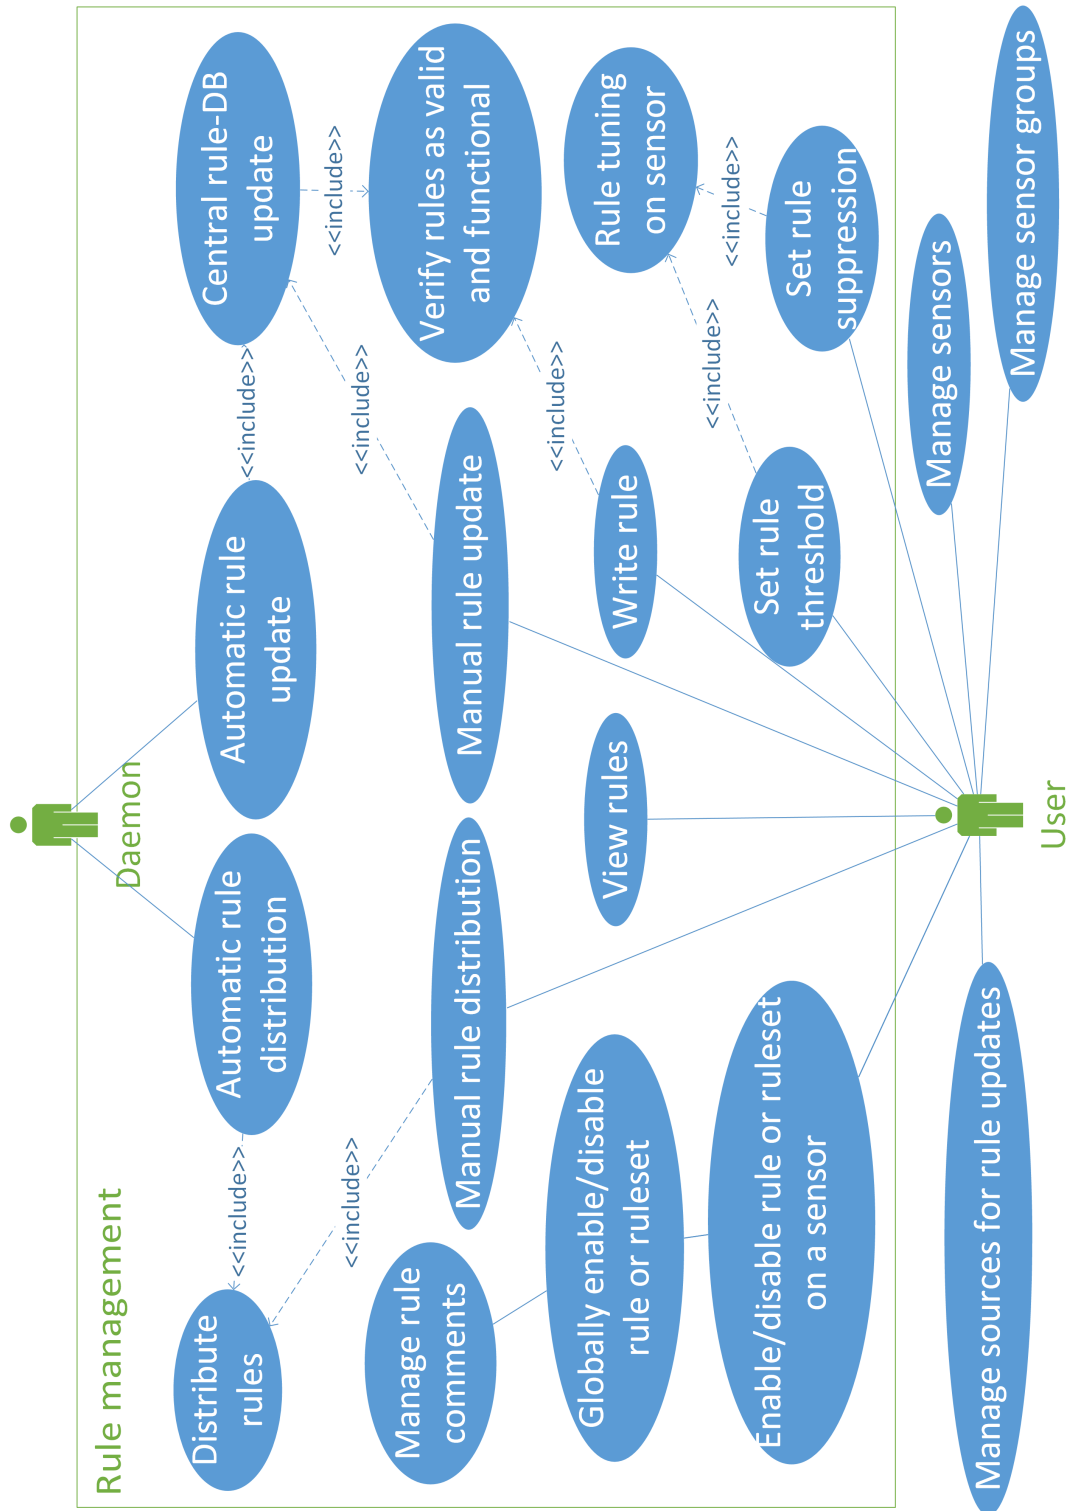 Rule management
Daemon
Distribute
rules
<<include>>
Automatic rule
distribution
Automatic rule
update
<<include>>
Central rule-DB
update
<<include>>
<<include>>
<<include>>
Manage rule
comments
Manual rule distribution
Manual rule update
Verify rules as valid
and functional
<<include>>
Globally enable/disable
rule or ruleset
View rules
Write rule
Rule tuning
on sensor
<<include>>
<<include>>
Enable/disable rule or ruleset
on a sensor
Set rule
threshold
Set rule
suppression
Manage sources for rule updates
User
Manage sensors
Manage sensor groups